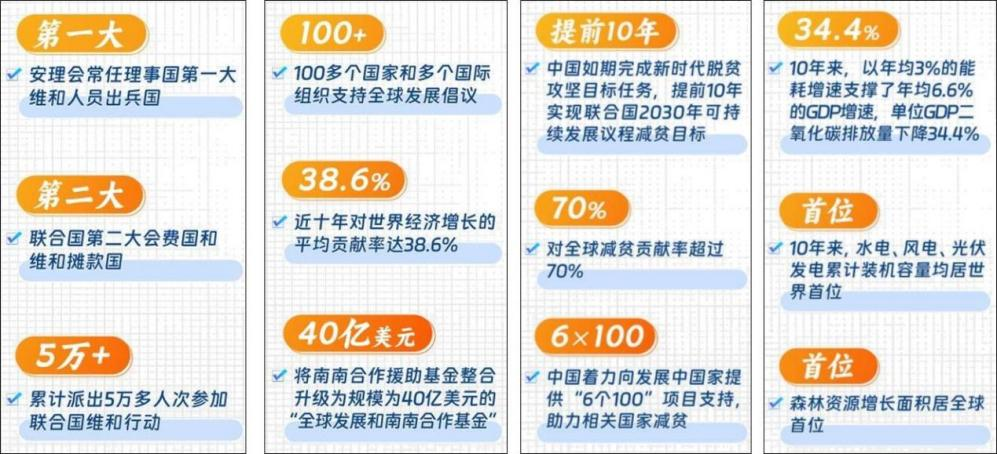 第一大
安理会常任理事国第一大
维和人员出兵国
第二大
联合国第二大会费国和
维和摊款国
5万+
累计派出5万多人次参加
联合国维和行动
100+
100多个国家和多个国际
组织支持全球发展倡议
38.6%
近十年对世界经济增长的
平均贡献率达38.6%
40亿美元
将南南合作援助基金整合
升级为规模为40亿美元的
“全球发展和南南合作基金”
提前10年
中国如期完成新时代脱贫
攻坚目标任务，提前10年
实现联合国2030年可持
续发展议程减贫目标
70%
对全球减贫贡献率超过
70%
6×100
中国着力向发展中国家提
供“6个100”项目支持，
助力相关国家减贫
34.4%
10年来，以年均3%的能
耗增速支撑了年均6.6%
的GDP增速，单位GDP二
氧化碳排放量下降34.4%
首位
10年来，水电、风电、光伏
发电累计装机容量均居世
界首位
首位
森林资源增长面积居全球
首位